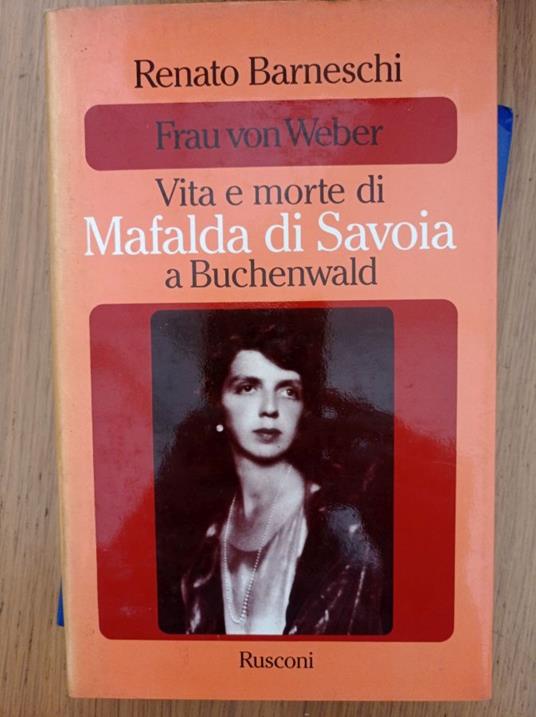 Renato Barneschi
Frau von Weber
Vita e morte di
Mafalda di Savoia
a Buchenwald
Rusconi